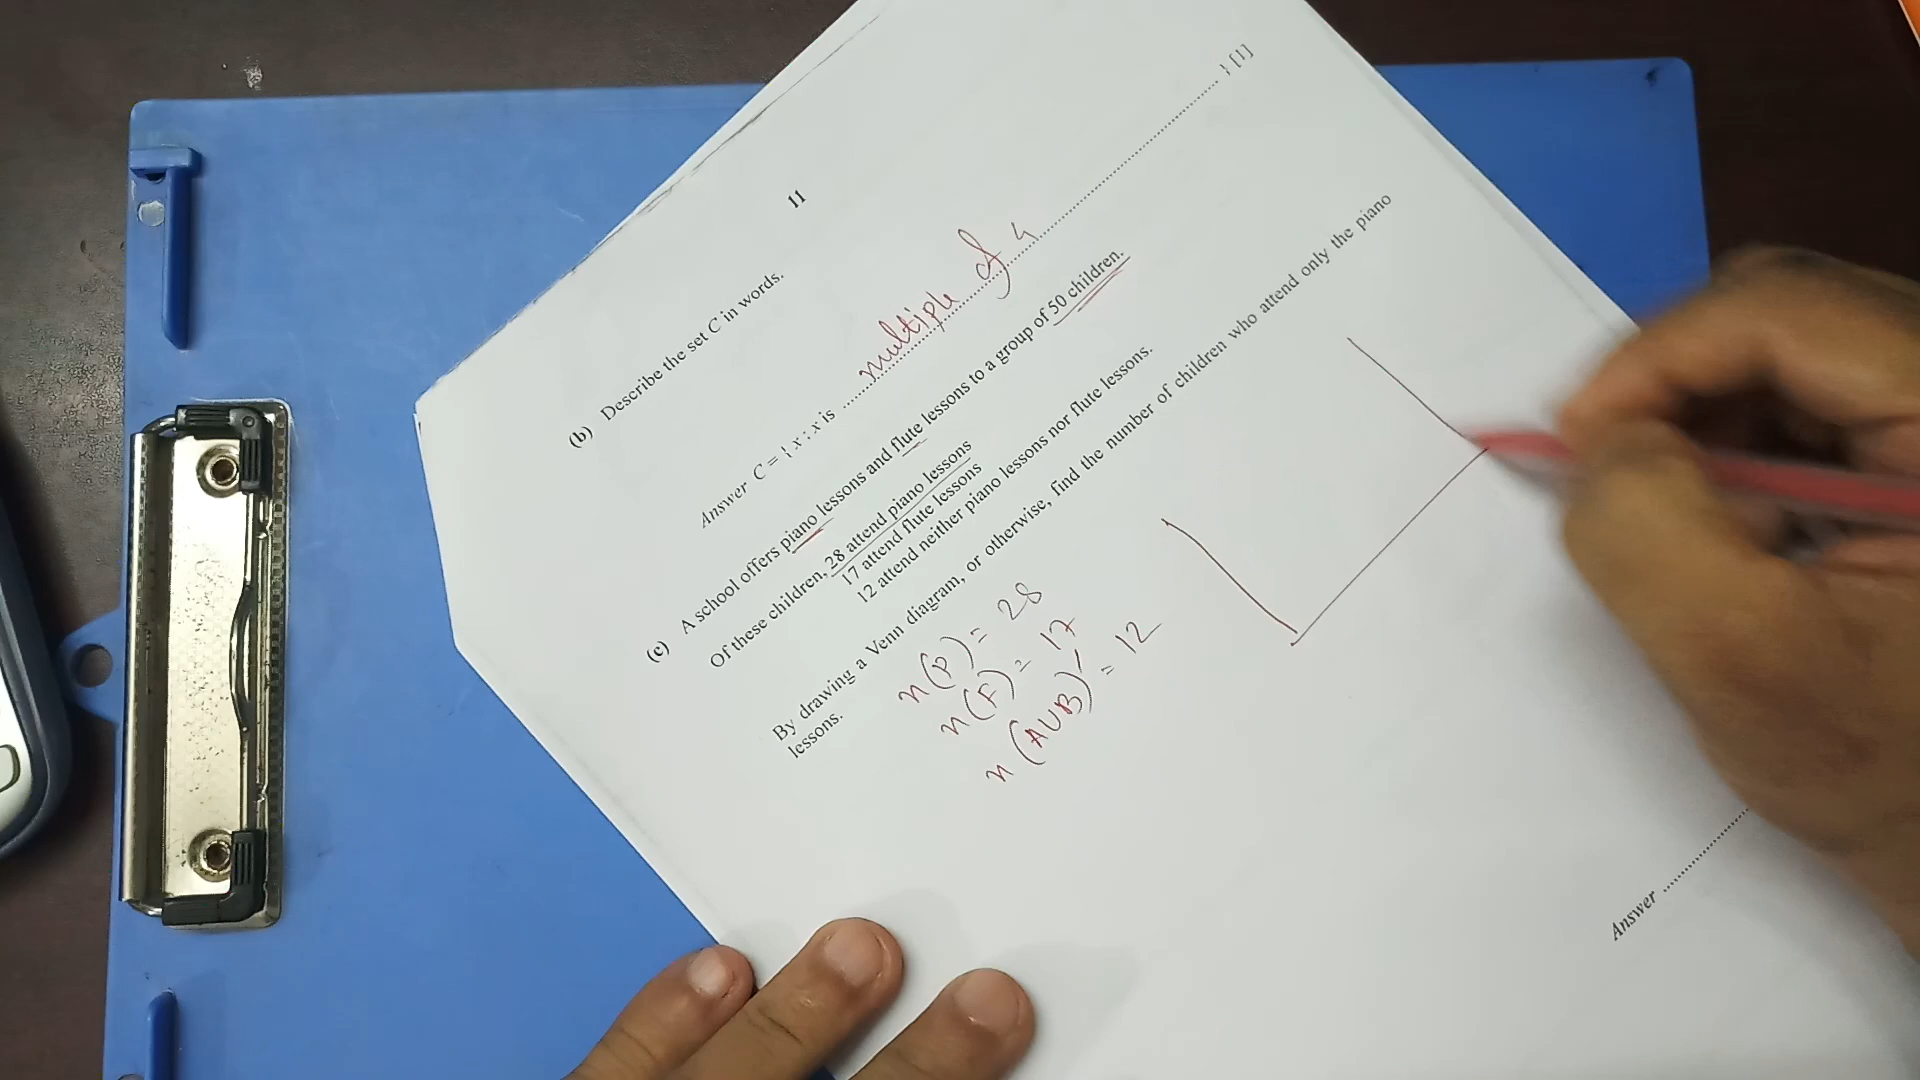 11
(b) Describe the set C in words.
Answer C = { x : x is multiple of 4 } [1]
(c) A school offers piano lessons and flute lessons to a group of 50 children.
Of these children, 28 attend piano lessons
17 attend flute lessons
12 attend neither piano lessons nor flute lessons.
By drawing a Venn diagram, or otherwise, find the number of children who attend only the piano
lessons.
n(P) = 28
n(F) = 17
n(AUB)' = 12
Answer